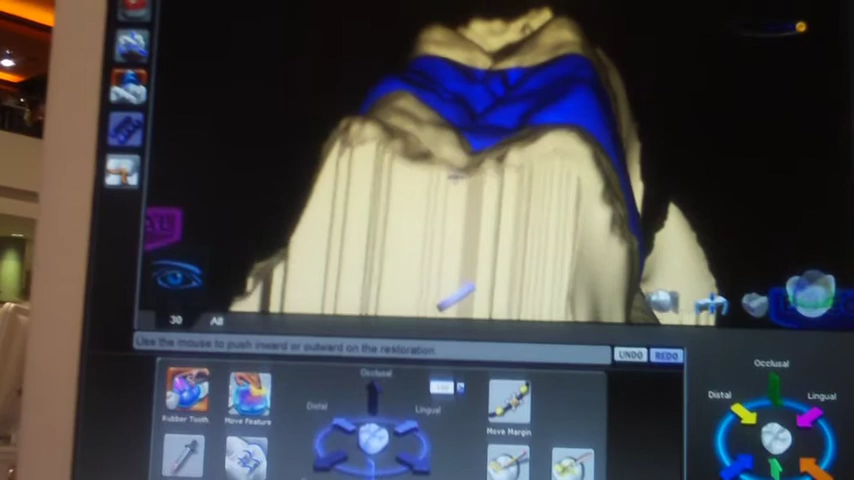 30 All
Use the mouse to push inward or outward on the restoration.
UNDO REDO
Rubber Tooth
Move Feature
Occlusal
Distal
Lingual
Move Margin
Occlusal
Distal
Lingual